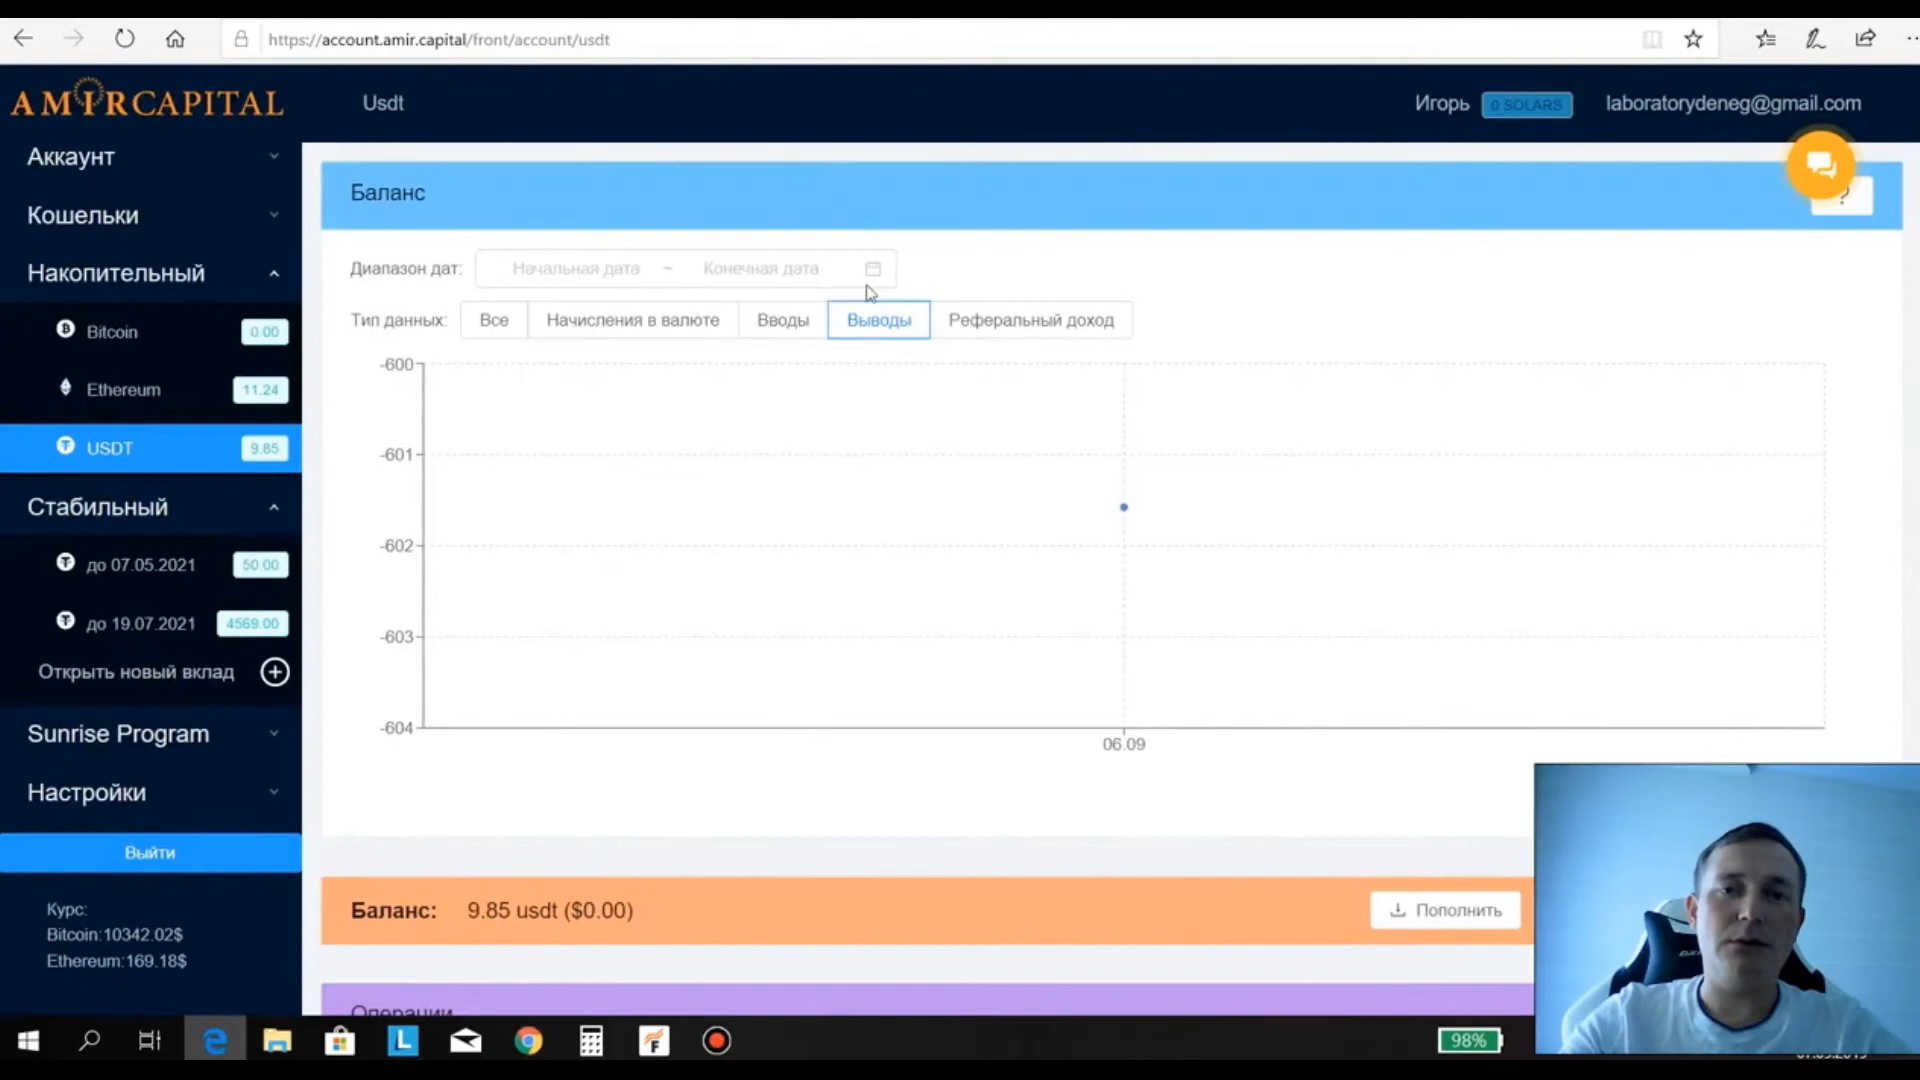 https://account.amir.capital/front/account/usdt
AMIRCAPITAL
Usdt
Игорь
0 SOLARS
laboratorydeneg@gmail.com
Аккаунт
Кошельки
Накопительный
Bitcoin 0.00
Ethereum 11.24
USDT 9.85
Стабильный
до 07.05.2021 50.00
до 19.07.2021 4569.00
Открыть новый вклад
Sunrise Program
Настройки
Выйти
Курс:
Bitcoin:10342.02$
Ethereum:169.18$
Баланс
?
Диапазон дат: Начальная дата ~ Конечная дата
Тип данных: Все Начисления в валюте Вводы Выводы Реферальный доход
-600
-601
-602
-603
-604
06.09
Баланс: 9.85 usdt ($0.00)
Пополнить
Операции
L
F
98%